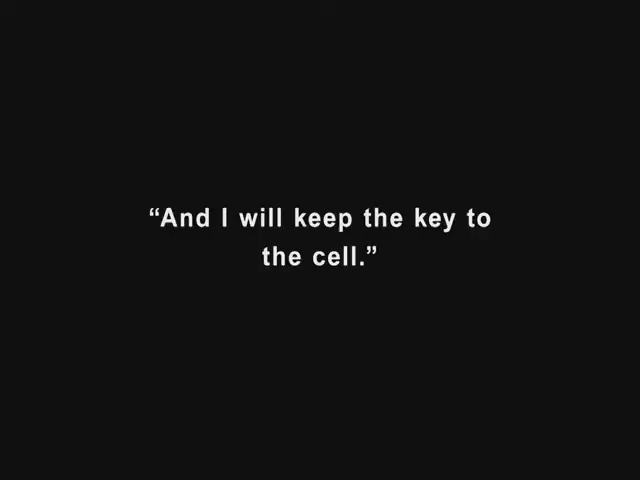 “And I will keep the key to
the cell.”